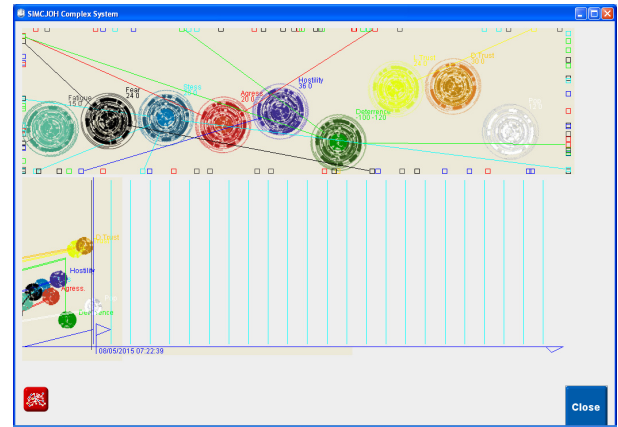 SIMCJOH Complex System
Fatigue
15.0
Fear
24.0
Stress
Agress.
20.0
Hostility
36.0
Deterrence
-100 -120
D.Trust
D.Trust
Hostility
Agress.
08/05/2015 07:22:39
Close